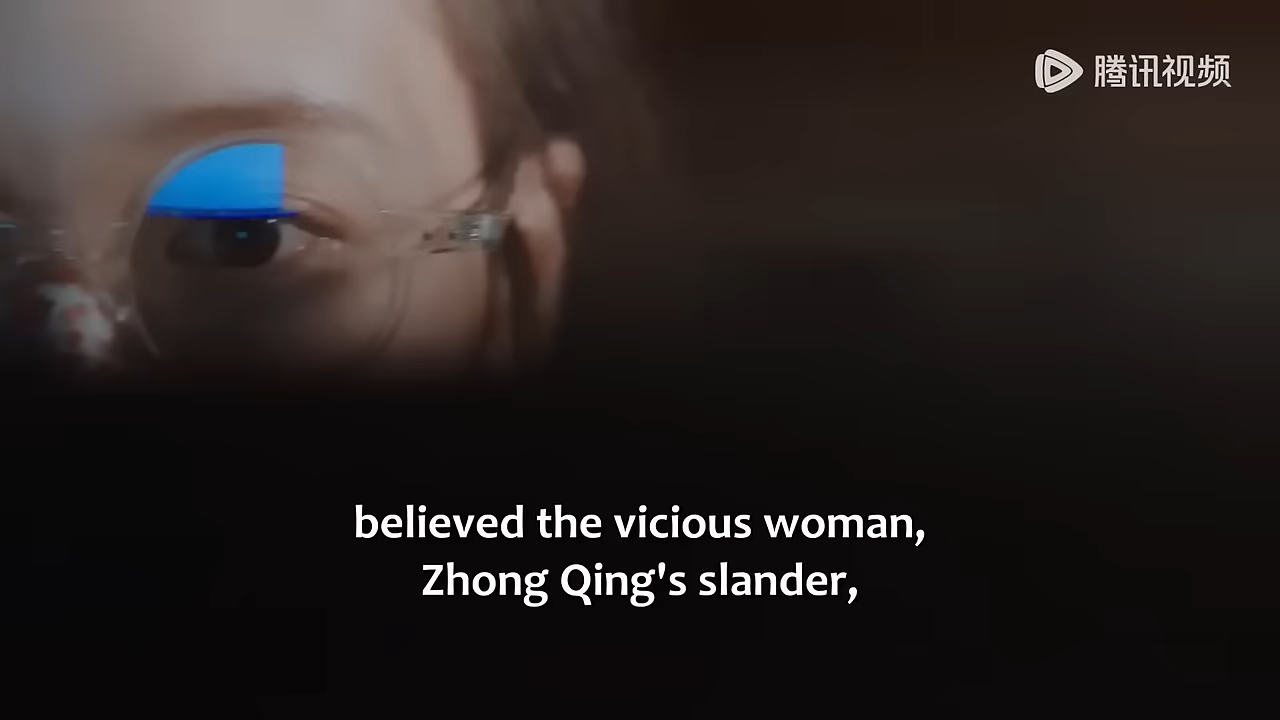 腾讯视频
believed the vicious woman,
Zhong Qing's slander,